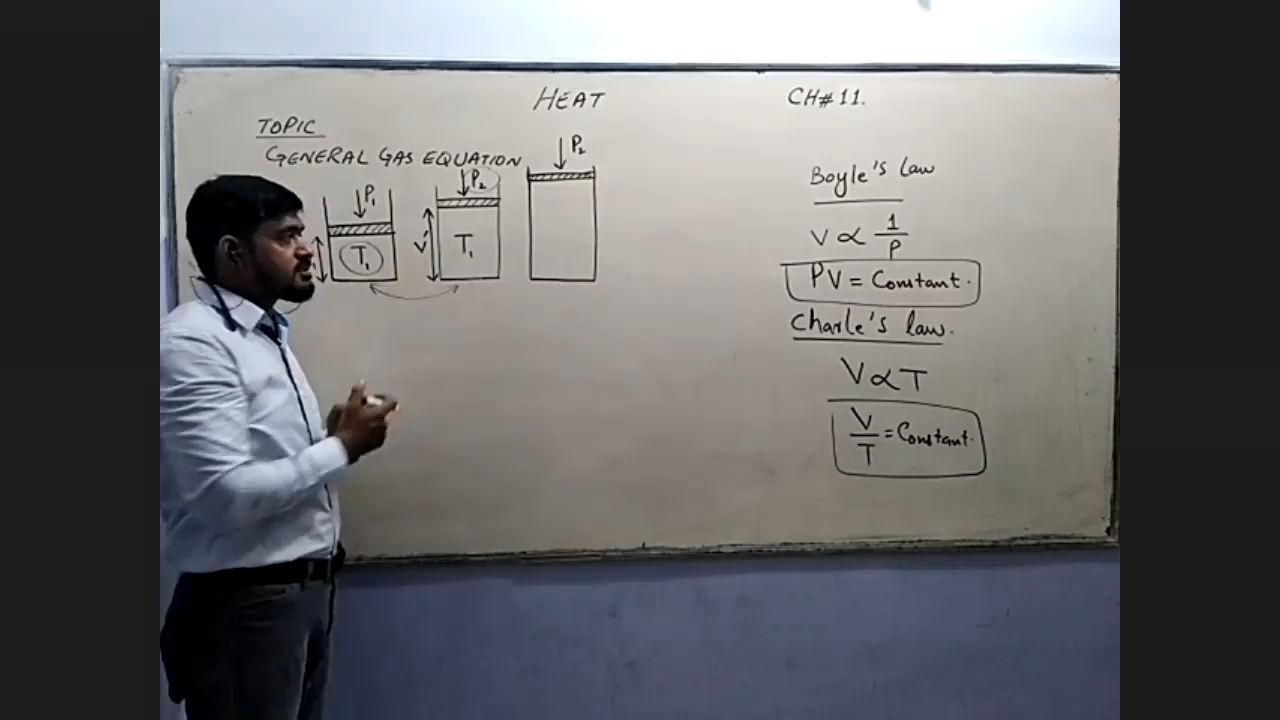 HEAT
CH# 11.
TOPIC
GENERAL GAS EQUATION
P₁
T₁
P₂
V'
T₁
P₂
Boyle's law
V ∝ 1/P
PV = Constant.
Charle's law.
V ∝ T
V/T = Constant.